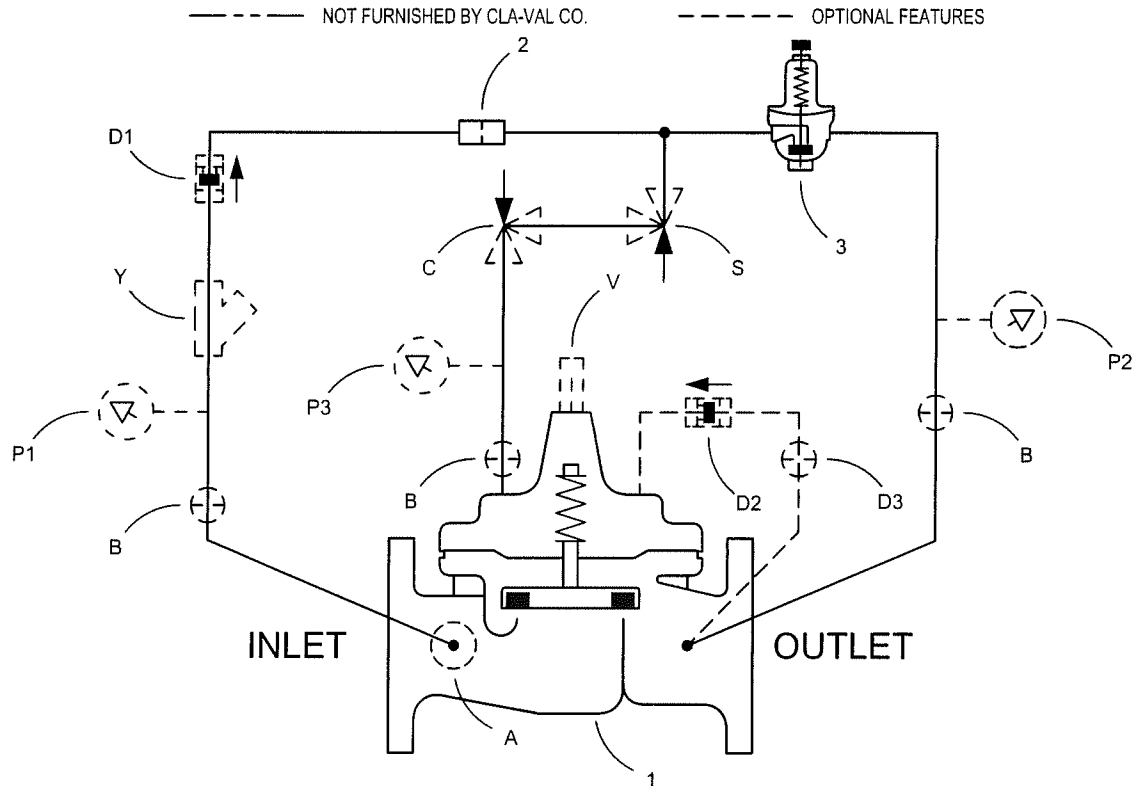 NOT FURNISHED BY CLA-VAL CO. OPTIONAL FEATURES
2
D1
3
C S
Y V
P2
P3
P1
B B D2 D3 B
INLET OUTLET
A
1